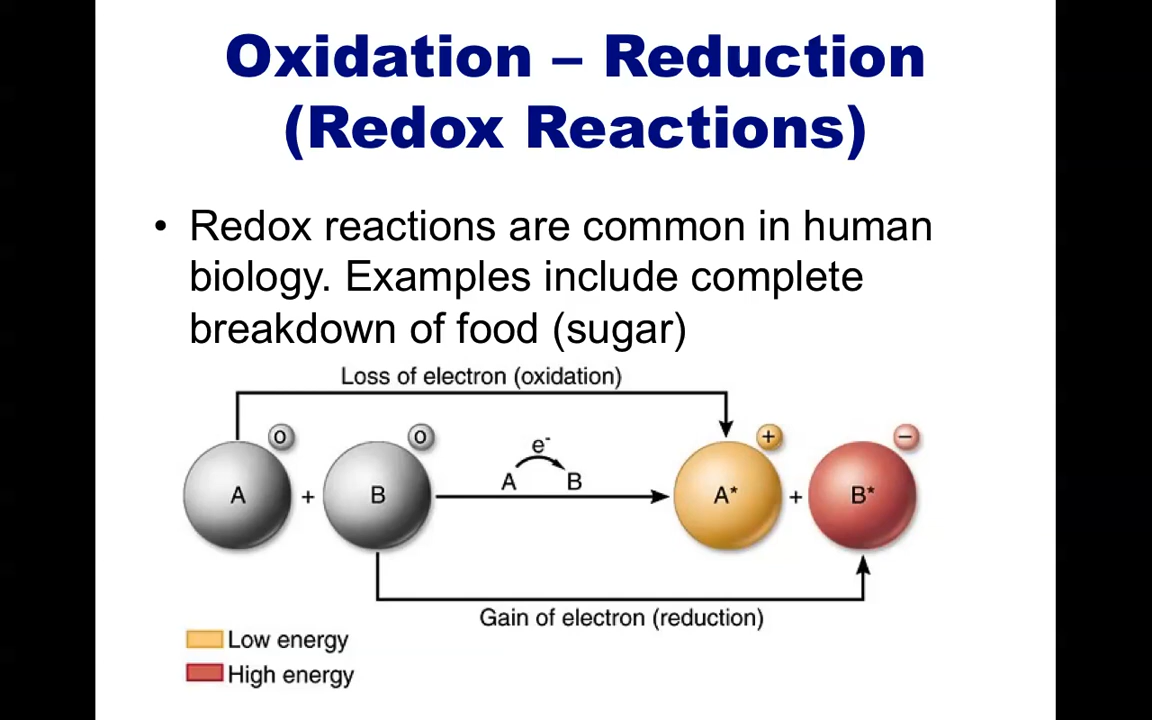 Oxidation – Reduction
(Redox Reactions)
• Redox reactions are common in human
biology. Examples include complete
breakdown of food (sugar)
Loss of electron (oxidation)
o
o
+
−
e-
A
+
B
A
B
A*
+
B*
Gain of electron (reduction)
Low energy
High energy